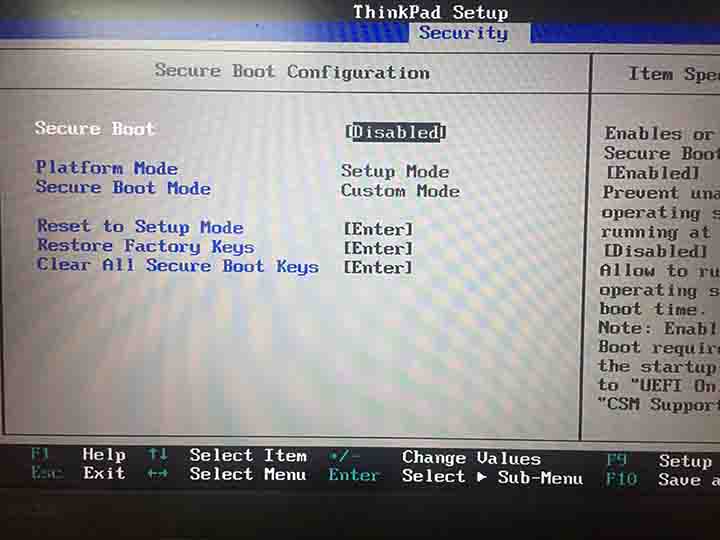 ThinkPad Setup
Security
Secure Boot Configuration
Item Spe
Secure Boot [Disabled]
Platform Mode Setup Mode
Secure Boot Mode Custom Mode
Reset to Setup Mode [Enter]
Restore Factory Keys [Enter]
Clear All Secure Boot Keys [Enter]
Enables or
Secure Boot
[Enabled]
Prevent una
operating s
running at
[Disabled]
Allow to ru
operating s
boot time.
Note: Enabl
Boot requir
the startup
to "UEFI On
"CSM Support
F1 Help ↑↓ Select Item +/- Change Values F9 Setup
Esc Exit ←→ Select Menu Enter Select ▶ Sub-Menu F10 Save a